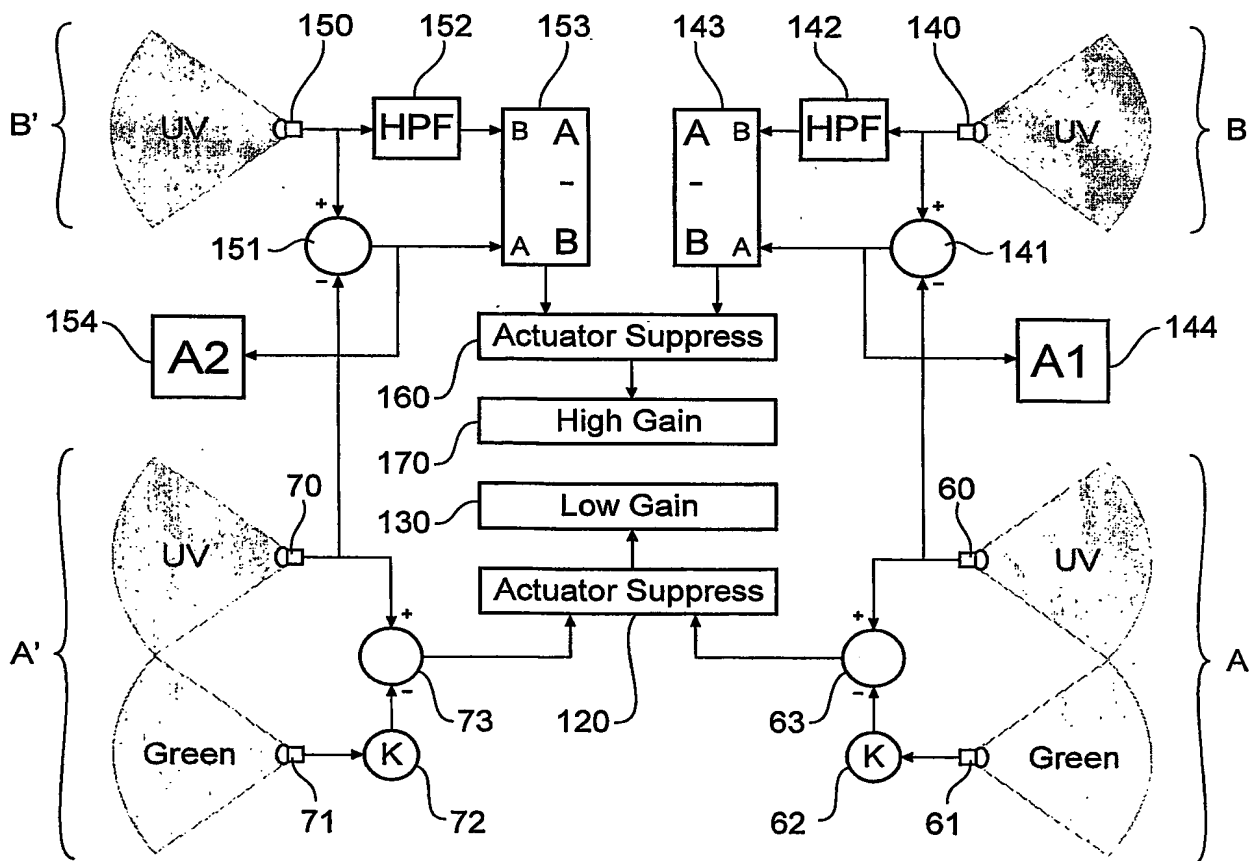 150 152 153 143 142 140
B' UV HPF B A A B HPF UV B
- -
+ +
151 A B B A 141
- -
154 A2 Actuator Suppress A1 144
160
High Gain
170
70 Low Gain 60
130
UV UV
Actuator Suppress
+ +
A' A
- 73 120 63 -
Green K K Green
71 72 62 61